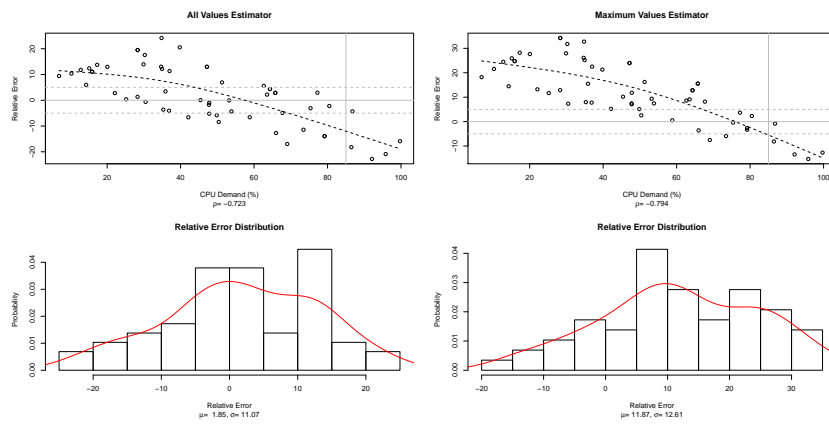 All Values Estimator
Relative Error
20
10
0
−10
−20
20
40
60
80
100
CPU Demand (%)
ρ= −0.723
Maximum Values Estimator
Relative Error
30
20
10
0
−10
20
40
60
80
100
CPU Demand (%)
ρ= −0.794
Relative Error Distribution
Probability
0.04
0.03
0.02
0.01
0.00
−20
−10
0
10
20
Relative Error
μ= 1.85, σ= 11.07
Relative Error Distribution
Probability
0.04
0.03
0.02
0.01
0.00
−20
−10
0
10
20
30
Relative Error
μ= 11.87, σ= 12.61